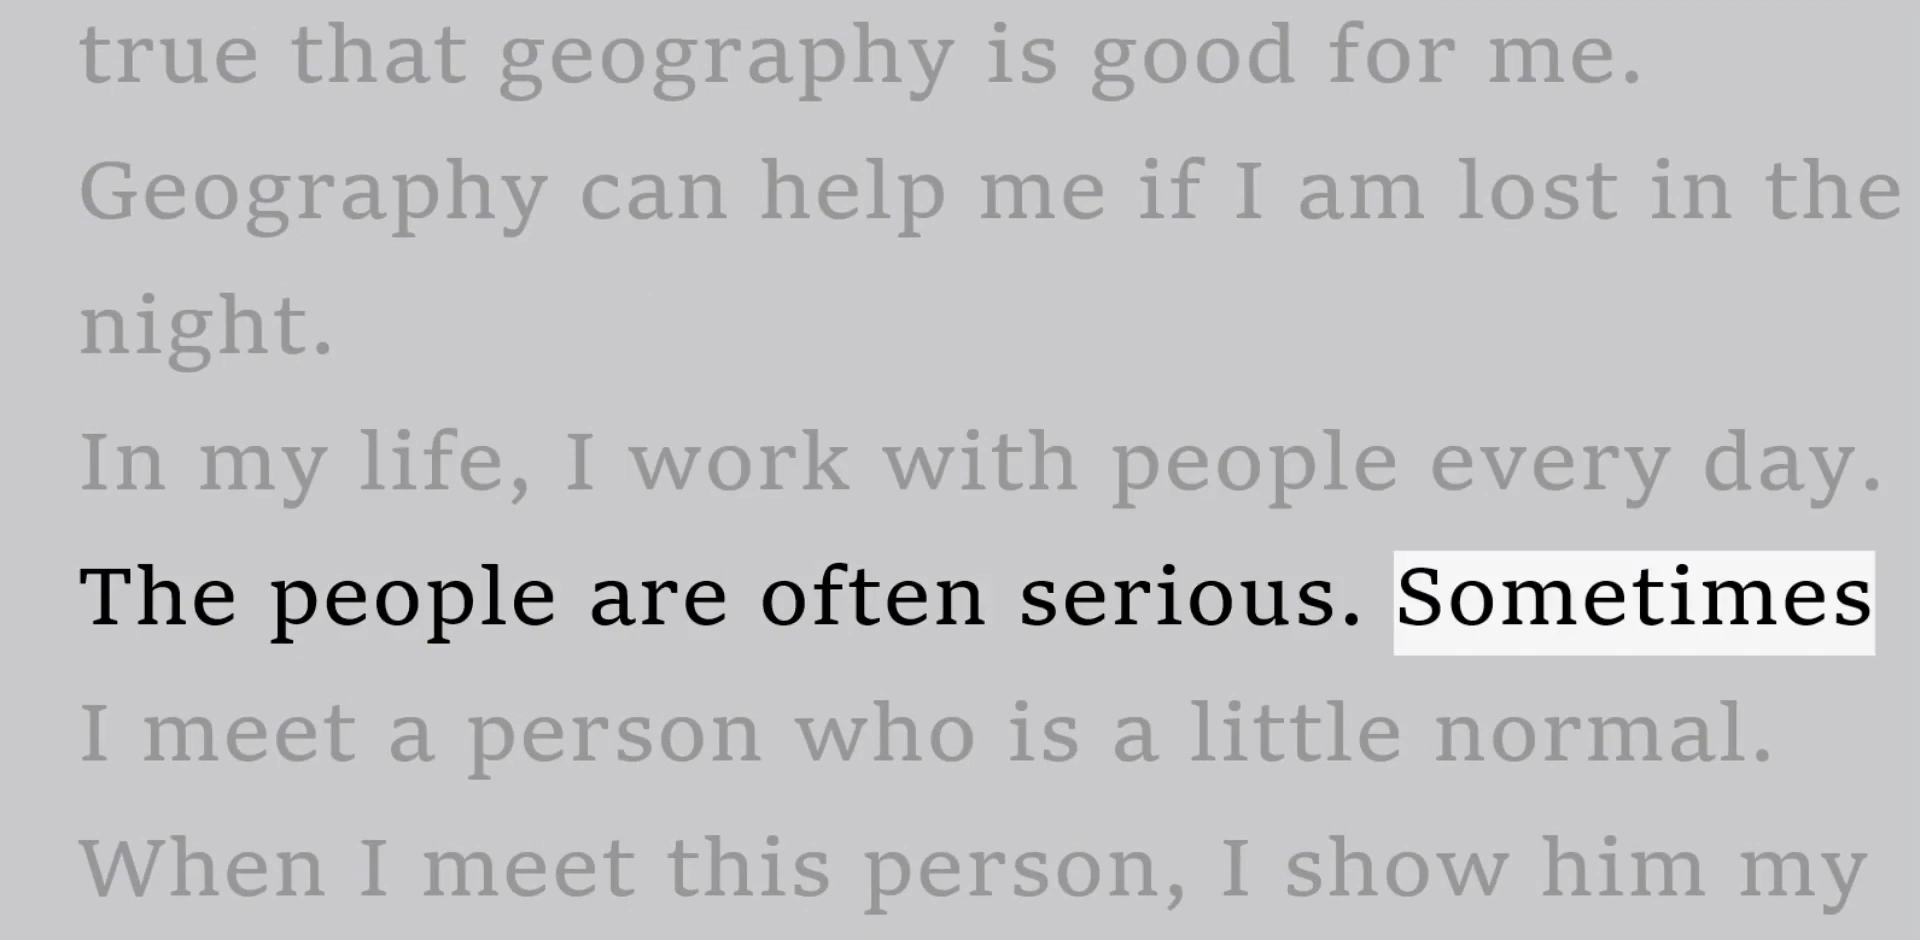 true that geography is good for me.
Geography can help me if I am lost in the
night.
In my life, I work with people every day.
The people are often serious. Sometimes
I meet a person who is a little normal.
When I meet this person, I show him my